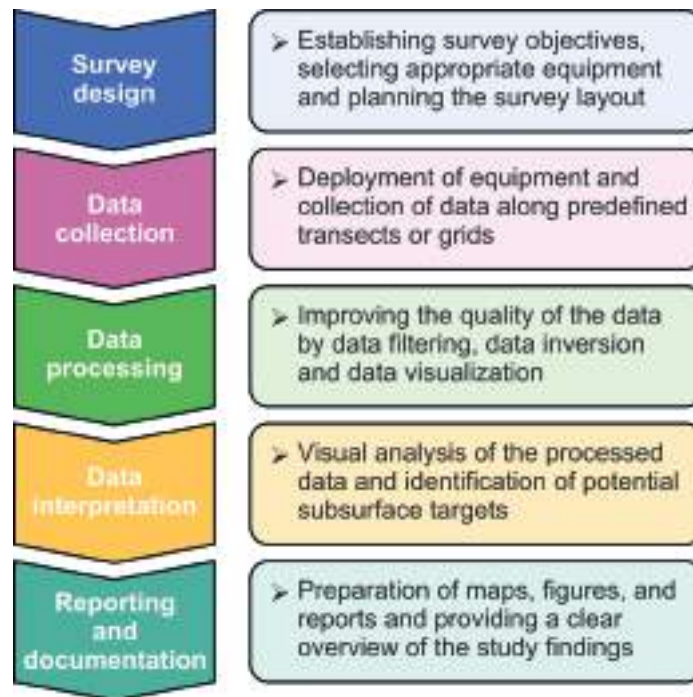 Survey
design
➢ Establishing survey objectives,
selecting appropriate equipment
and planning the survey layout
Data
collection
➢ Deployment of equipment and
collection of data along predefined
transects or grids
Data
processing
➢ Improving the quality of the data
by data filtering, data inversion
and data visualization
Data
interpretation
➢ Visual analysis of the processed
data and identification of potential
subsurface targets
Reporting
and
documentation
➢ Preparation of maps, figures, and
reports and providing a clear
overview of the study findings